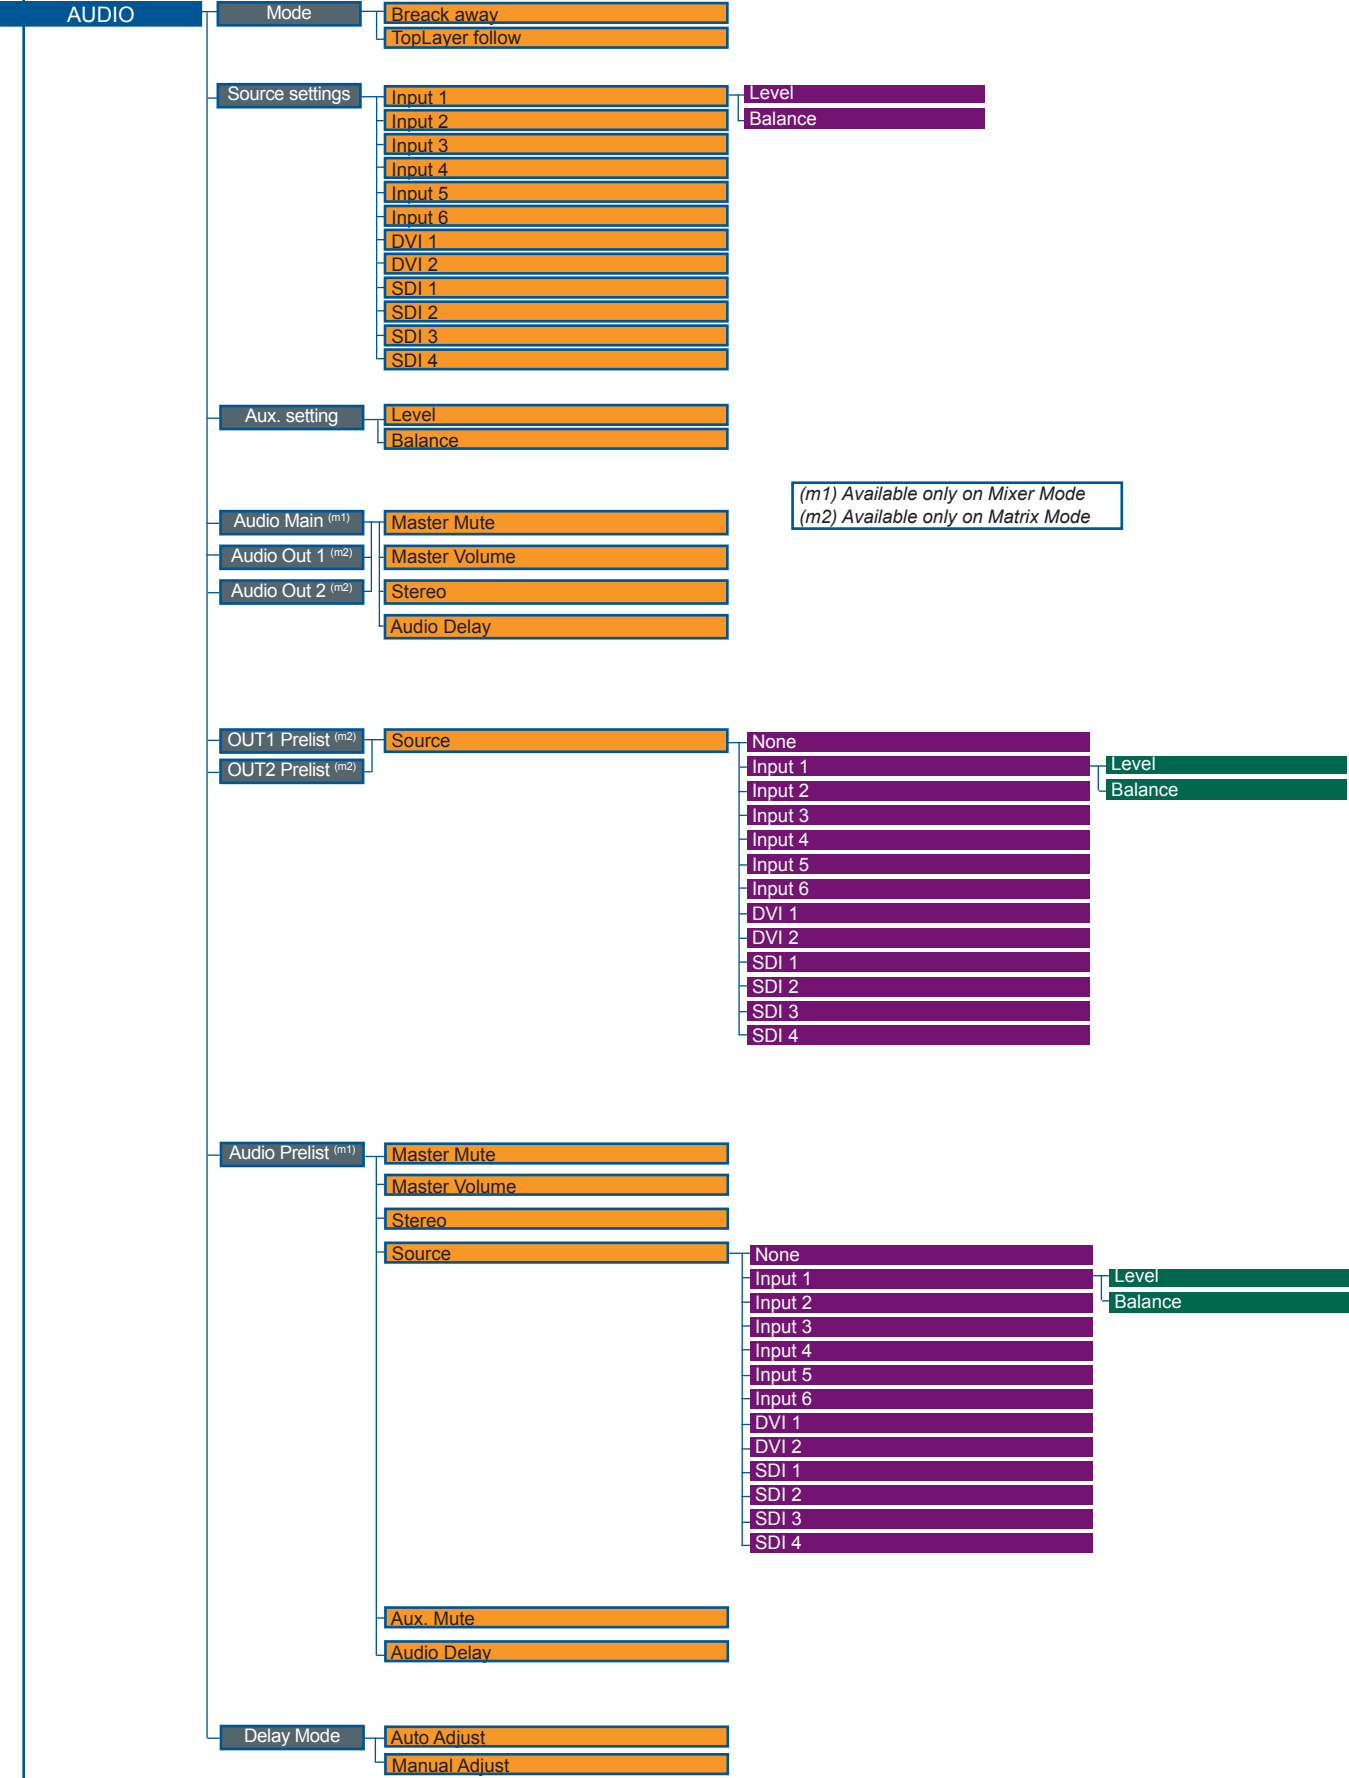 AUDIO
Mode
Breack away
TopLayer follow
Source settings
Input 1
Level
Balance
Input 2
Input 3
Input 4
Input 5
Input 6
DVI 1
DVI 2
SDI 1
SDI 2
SDI 3
SDI 4
Aux. setting
Level
Balance
(m1) Available only on Mixer Mode
(m2) Available only on Matrix Mode
Audio Main (m1)
Audio Out 1 (m2)
Audio Out 2 (m2)
Master Mute
Master Volume
Stereo
Audio Delay
OUT1 Prelist (m2)
OUT2 Prelist (m2)
Source
None
Input 1
Level
Balance
Input 2
Input 3
Input 4
Input 5
Input 6
DVI 1
DVI 2
SDI 1
SDI 2
SDI 3
SDI 4
Audio Prelist (m1)
Master Mute
Master Volume
Stereo
Source
None
Input 1
Level
Balance
Input 2
Input 3
Input 4
Input 5
Input 6
DVI 1
DVI 2
SDI 1
SDI 2
SDI 3
SDI 4
Aux. Mute
Audio Delay
Delay Mode
Auto Adjust
Manual Adjust